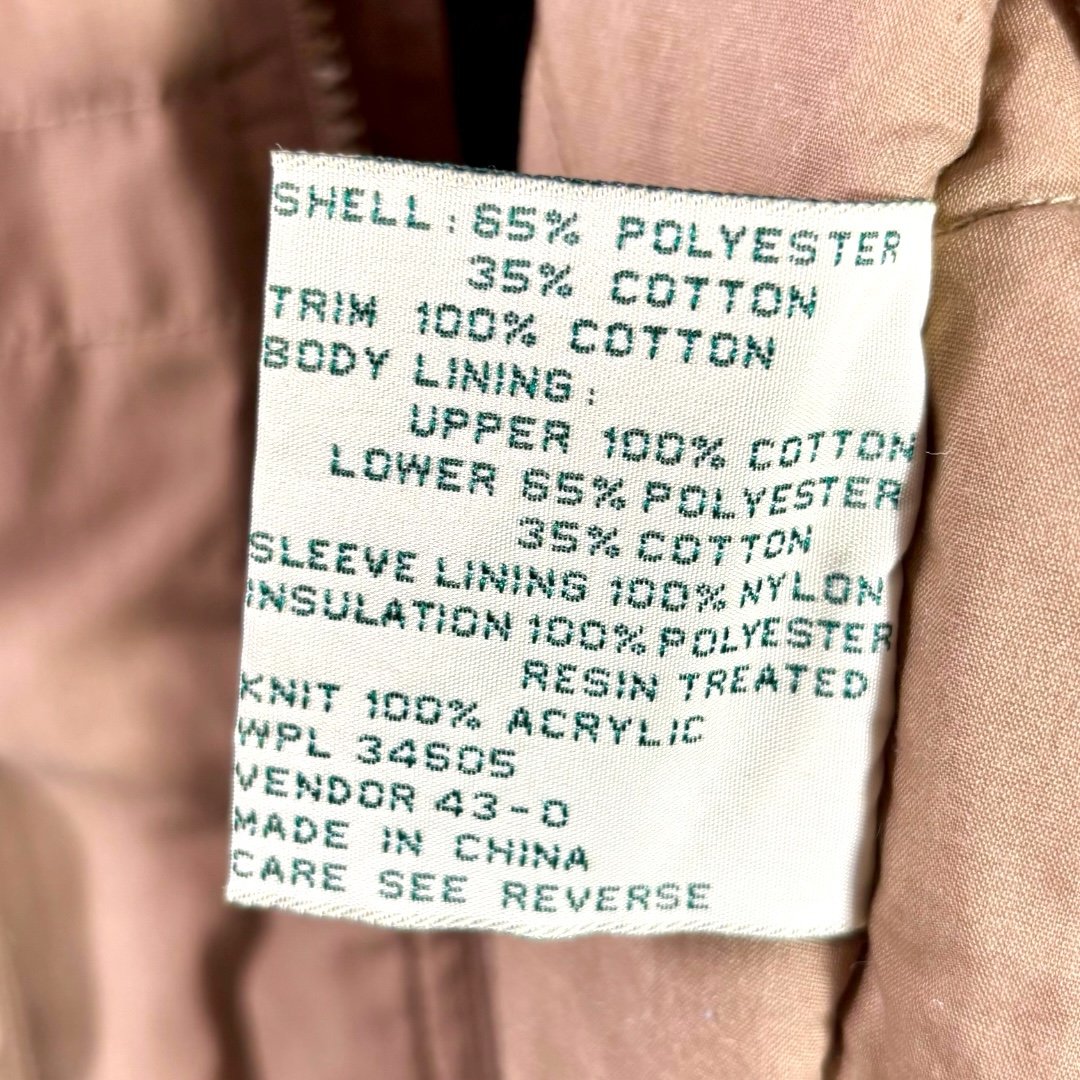 SHELL: 65% POLYESTER
35% COTTON
TRIM 100% COTTON
BODY LINING:
UPPER 100% COTTON
LOWER 65% POLYESTER
35% COTTON
SLEEVE LINING 100% NYLON
INSULATION 100% POLYESTER
RESIN TREATED
KNIT 100% ACRYLIC
WPL 34605
VENDOR 43-0
MADE IN CHINA
CARE SEE REVERSE